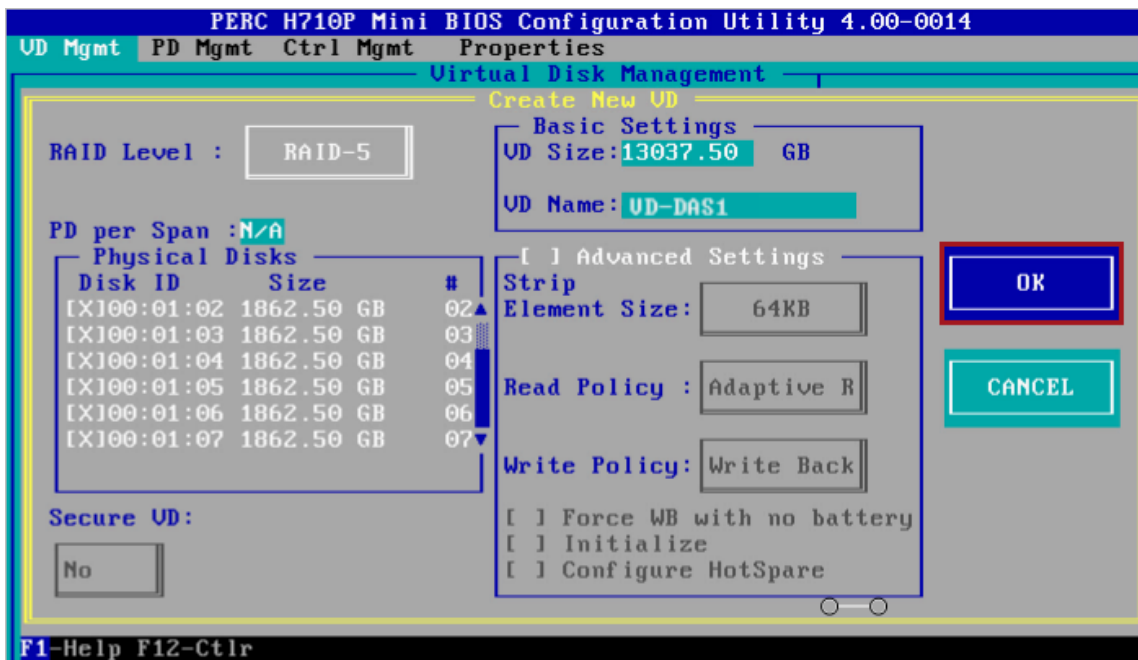 PERC H710P Mini BIOS Configuration Utility 4.00-0014
VD Mgmt PD Mgmt Ctrl Mgmt Properties
Virtual Disk Management
Create New VD
RAID Level : RAID-5
PD per Span :N/A
Physical Disks
Disk ID Size #
[X]00:01:02 1862.50 GB 02
[X]00:01:03 1862.50 GB 03
[X]00:01:04 1862.50 GB 04
[X]00:01:05 1862.50 GB 05
[X]00:01:06 1862.50 GB 06
[X]00:01:07 1862.50 GB 07
Secure VD:
No
Basic Settings
VD Size:13037.50 GB
VD Name: VD-DAS1
[ ] Advanced Settings
Strip
Element Size: 64KB
Read Policy : Adaptive R
Write Policy: Write Back
[ ] Force WB with no battery
[ ] Initialize
[ ] Configure HotSpare
OK
CANCEL
F1-Help F12-Ctlr